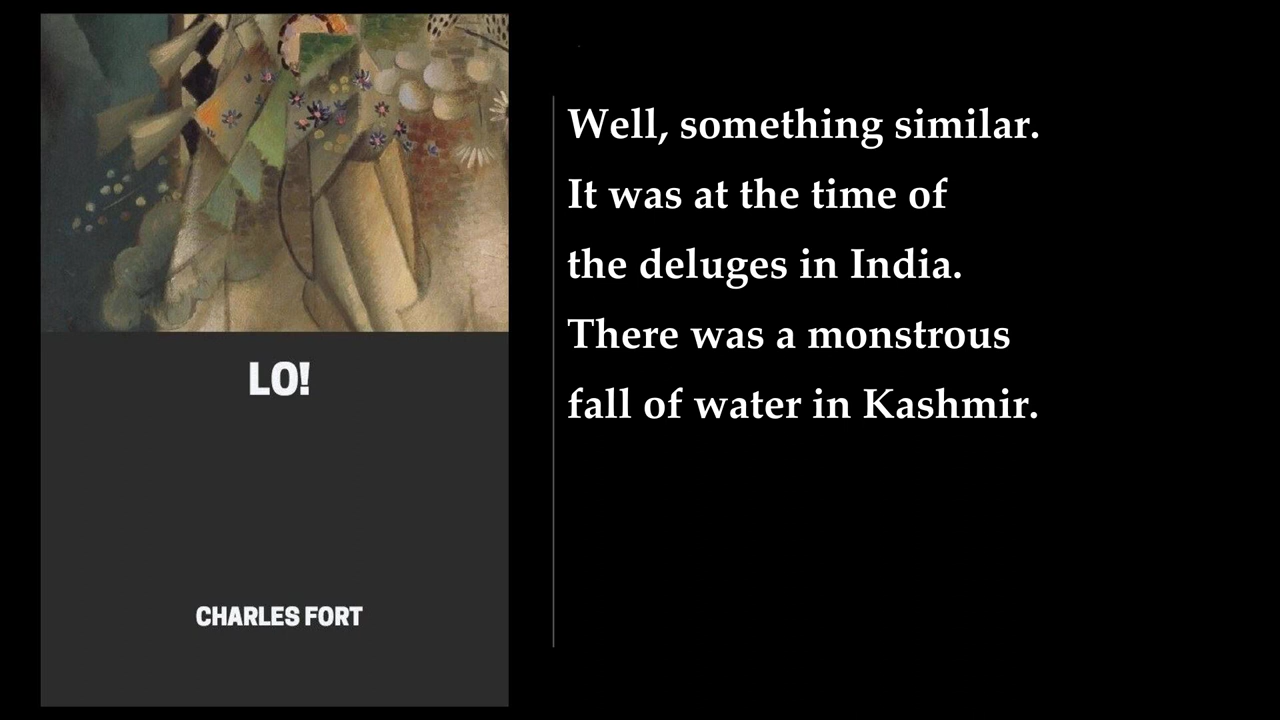 LO!
CHARLES FORT
Well, something similar.
It was at the time of
the deluges in India.
There was a monstrous
fall of water in Kashmir.